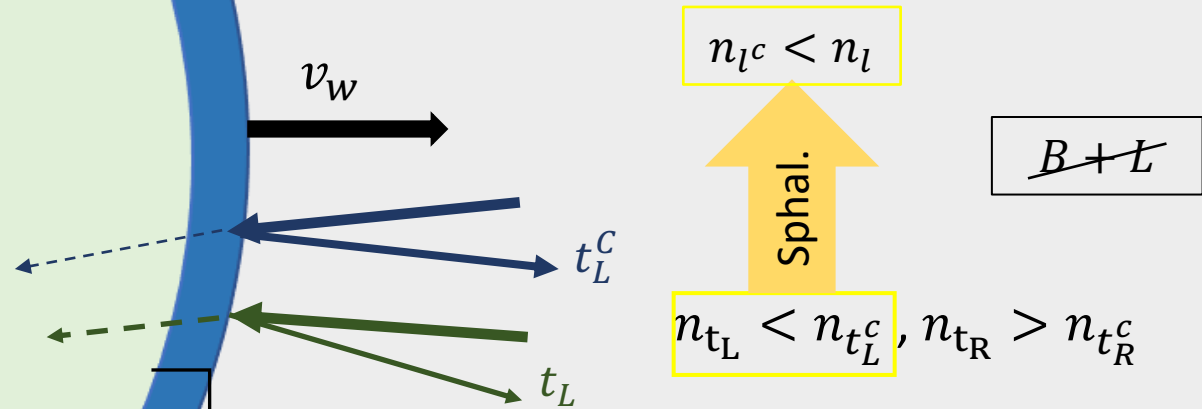 v_w
n_{l^c} < n_l
B + L
Sphal.
t_L^C
n_{t_L} < n_{t_L^c} , n_{t_R} > n_{t_R^c}
t_L